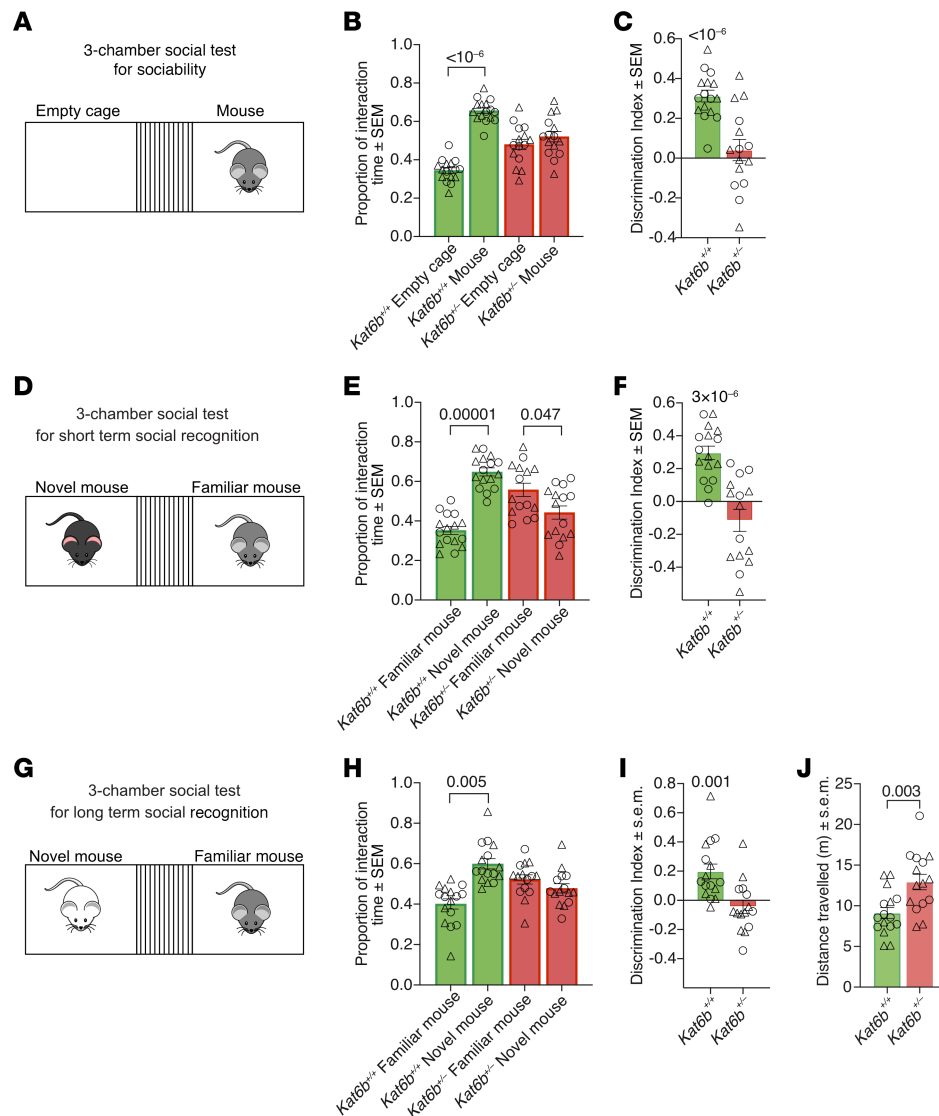 A
3-chamber social test
for sociability
Empty cage
Mouse
B
Proportion of interaction
time ± SEM
1.0
0.8
0.6
0.4
0.2
0.0
<10⁻⁶
Kat6b⁺/⁺ Empty cage
Kat6b⁺/⁺ Mouse
Kat6b⁺/⁻ Empty cage
Kat6b⁺/⁻ Mouse
C
Discrimination Index ± SEM
<10⁻⁶
0.6
0.4
0.2
0.0
-0.2
-0.4
Kat6b⁺/⁺
Kat6b⁺/⁻
D
3-chamber social test
for short term social recognition
Novel mouse
Familiar mouse
E
Proportion of interaction
time ± SEM
1.0
0.8
0.6
0.4
0.2
0.0
0.00001
0.047
Kat6b⁺/⁺ Familiar mouse
Kat6b⁺/⁺ Novel mouse
Kat6b⁺/⁻ Familiar mouse
Kat6b⁺/⁻ Novel mouse
F
Discrimination Index ± SEM
3×10⁻⁶
0.6
0.4
0.2
0.0
-0.2
-0.4
Kat6b⁺/⁺
Kat6b⁺/⁻
G
3-chamber social test
for long term social recognition
Novel mouse
Familiar mouse
H
Proportion of interaction
time ± SEM
1.0
0.8
0.6
0.4
0.2
0.0
0.005
Kat6b⁺/⁺ Familiar mouse
Kat6b⁺/⁺ Novel mouse
Kat6b⁺/⁻ Familiar mouse
Kat6b⁺/⁻ Novel mouse
I
Discrimination Index ± s.e.m.
0.001
0.8
0.6
0.4
0.2
0.0
-0.2
-0.4
Kat6b⁺/⁺
Kat6b⁺/⁻
J
Distance travelled (m) ± s.e.m.
25
20
15
10
5
0
0.003
Kat6b⁺/⁺
Kat6b⁺/⁻